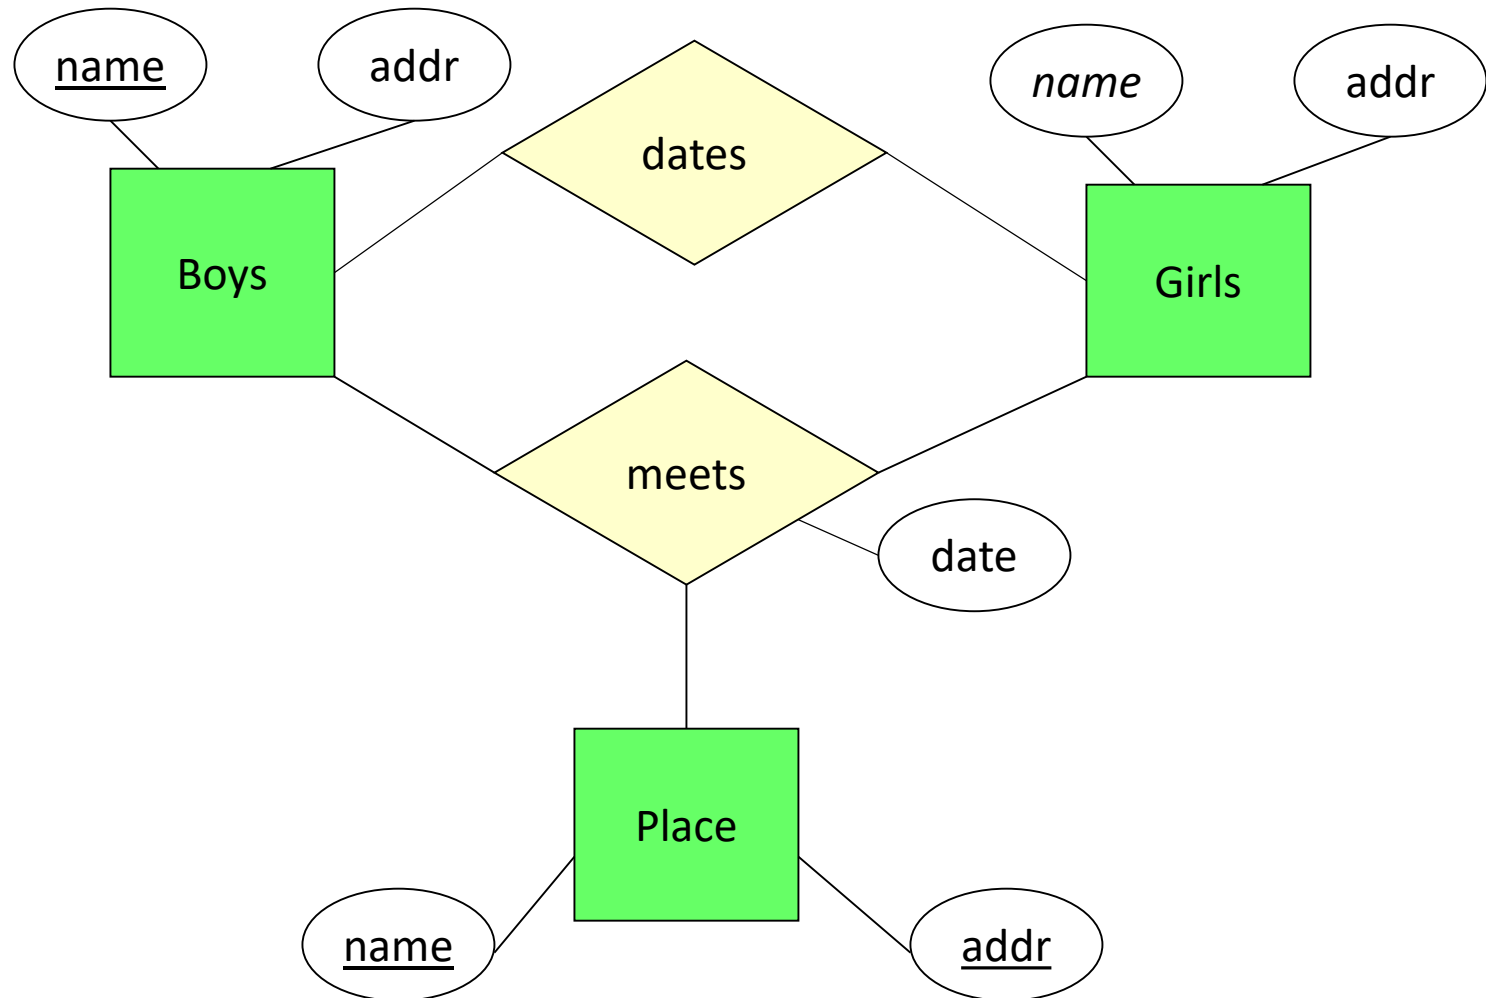 name
addr
name
addr
dates
Boys
Girls
meets
date
Place
name
addr